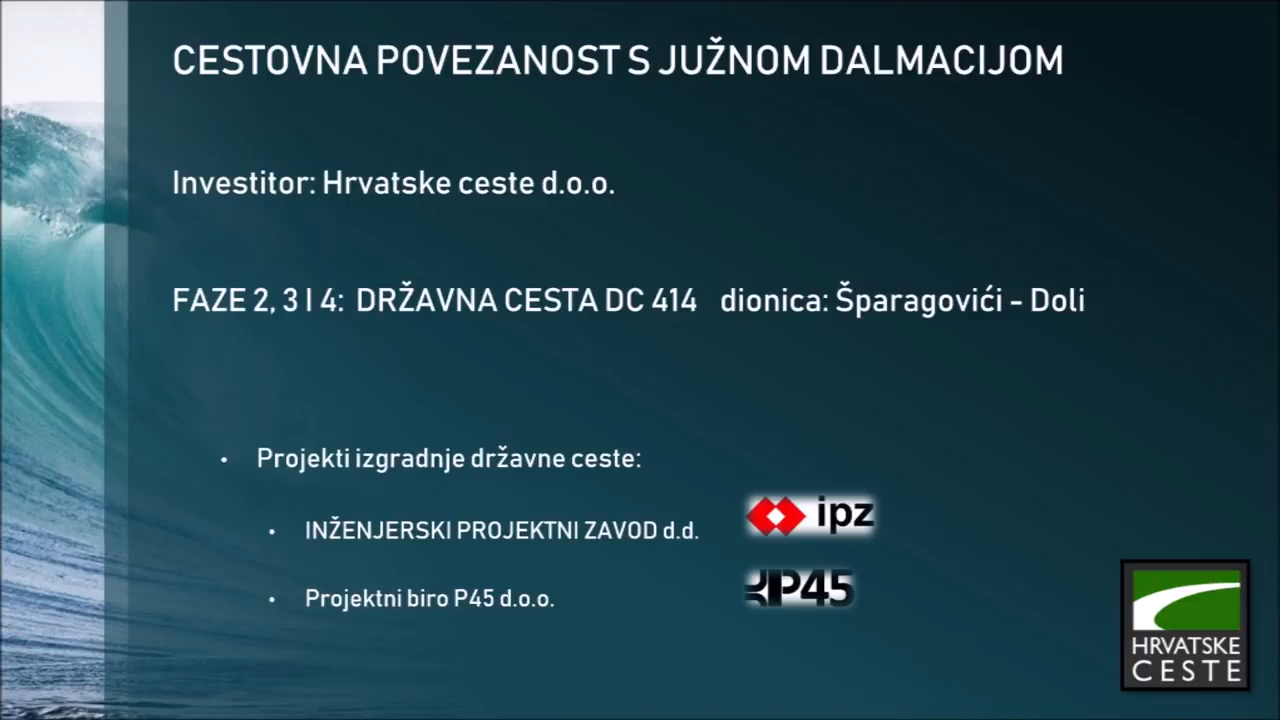 CESTOVNA POVEZANOST S JUŽNOM DALMACIJOM
Investitor: Hrvatske ceste d.o.o.
FAZE 2, 3 I 4: DRŽAVNA CESTA DC 414 dionica: Šparagovići - Doli
• Projekti izgradnje državne ceste:
• INŽENJERSKI PROJEKTNI ZAVOD d.d.
ipz
• Projektni biro P45 d.o.o.
P45
HRVATSKE
CESTE